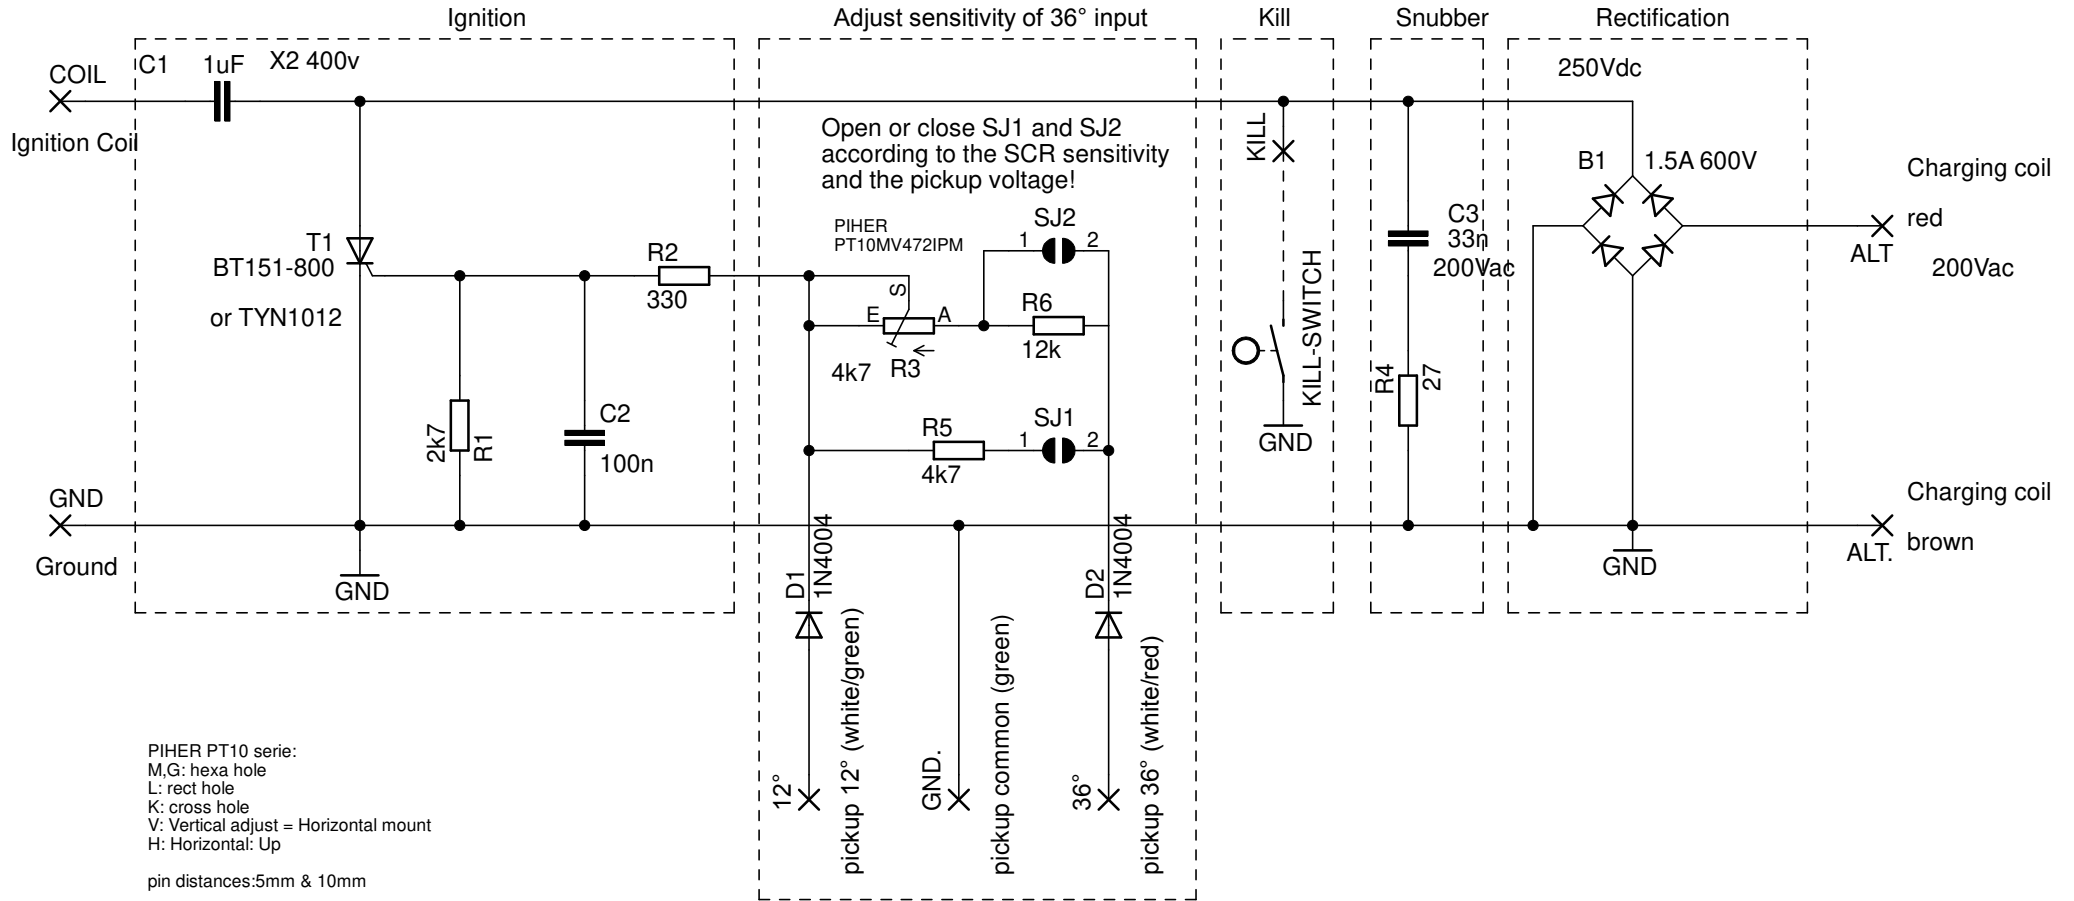 Ignition
Adjust sensitivity of 36° input
Kill
Snubber
Rectification
COIL
Ignition Coil
C1
1uF
X2 400v
T1
BT151-800
or TYN1012
2k7
R1
C2
100n
R2
330
GND
Ground
GND
Open or close SJ1 and SJ2
according to the SCR sensitivity
and the pickup voltage!
PIHER
PT10MV472IPM
SJ2
1
2
S
E
A
R6
12k
4k7
R3
R5
4k7
SJ1
1
2
D1
1N4004
D2
1N4004
12°
pickup 12° (white/green)
GND.
pickup common (green)
36°
pickup 36° (white/red)
KILL
KILL-SWITCH
GND
C3
33n
200Vac
R4
27
250Vdc
B1
1.5A 600V
GND
Charging coil
red
ALT
200Vac
Charging coil
brown
ALT.
PIHER PT10 serie:
M,G: hexa hole
L: rect hole
K: cross hole
V: Vertical adjust = Horizontal mount
H: Horizontal: Up
pin distances:5mm & 10mm